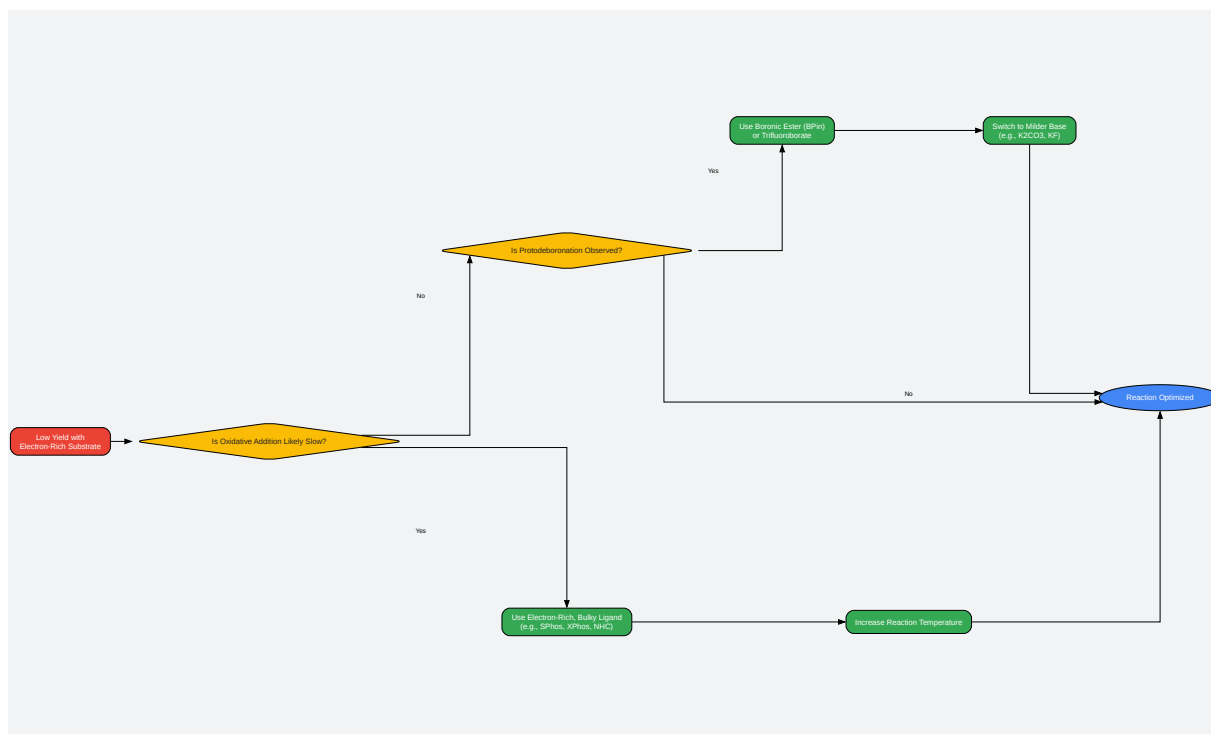 Use Boronic Ester (BPin)
or Trifluoroborate
Switch to Milder Base
(e.g., K2CO3, KF)
Yes
Is Protodeboronation Observed?
No
No
Reaction Optimized
Low Yield with
Electron-Rich Substrate
Is Oxidative Addition Likely Slow?
Yes
Use Electron-Rich, Bulky Ligand
(e.g., SPhos, XPhos, NHC)
Increase Reaction Temperature